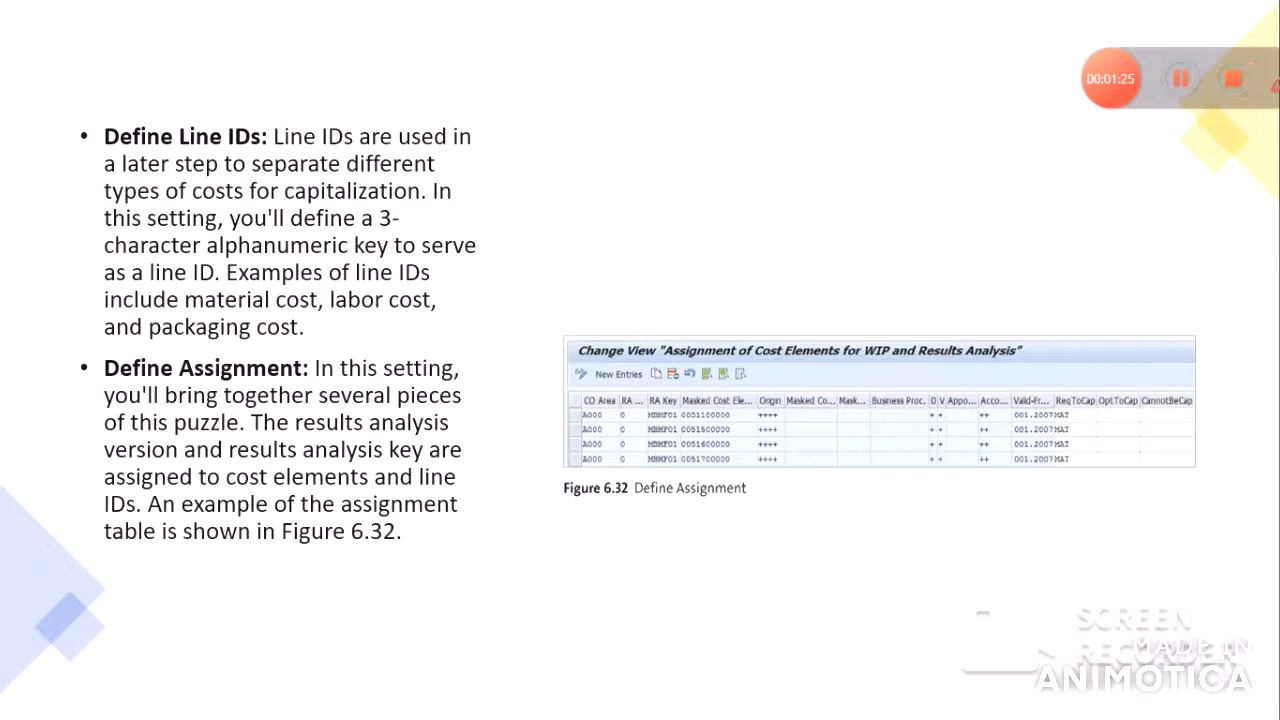 00:01:25
• Define Line IDs: Line IDs are used in
a later step to separate different
types of costs for capitalization. In
this setting, you'll define a 3-
character alphanumeric key to serve
as a line ID. Examples of line IDs
include material cost, labor cost,
and packaging cost.
• Define Assignment: In this setting,
you'll bring together several pieces
of this puzzle. The results analysis
version and results analysis key are
assigned to cost elements and line
IDs. An example of the assignment
table is shown in Figure 6.32.
Change View "Assignment of Cost Elements for WIP and Results Analysis"
New Entries
CO Area RA ... RA Key Masked Cost Ele... Origin Masked Co... Mask... Business Proc. D V Appo... Acco... Valid-Fr... ReqToCap OptToCap CannotBeCap
A000 0 MBMF01 0051100000 ++++ + + ++ 001.2007 MAT
A000 0 MBMF01 0051500000 ++++ + + ++ 001.2007 MAT
A000 0 MBMF01 0051600000 ++++ + + ++ 001.2007 MAT
A000 0 MBMF01 0051700000 ++++ + + ++ 001.2007 MAT
Figure 6.32 Define Assignment
SCREEN
RECORDER
MADE IN
ANIMOTICA